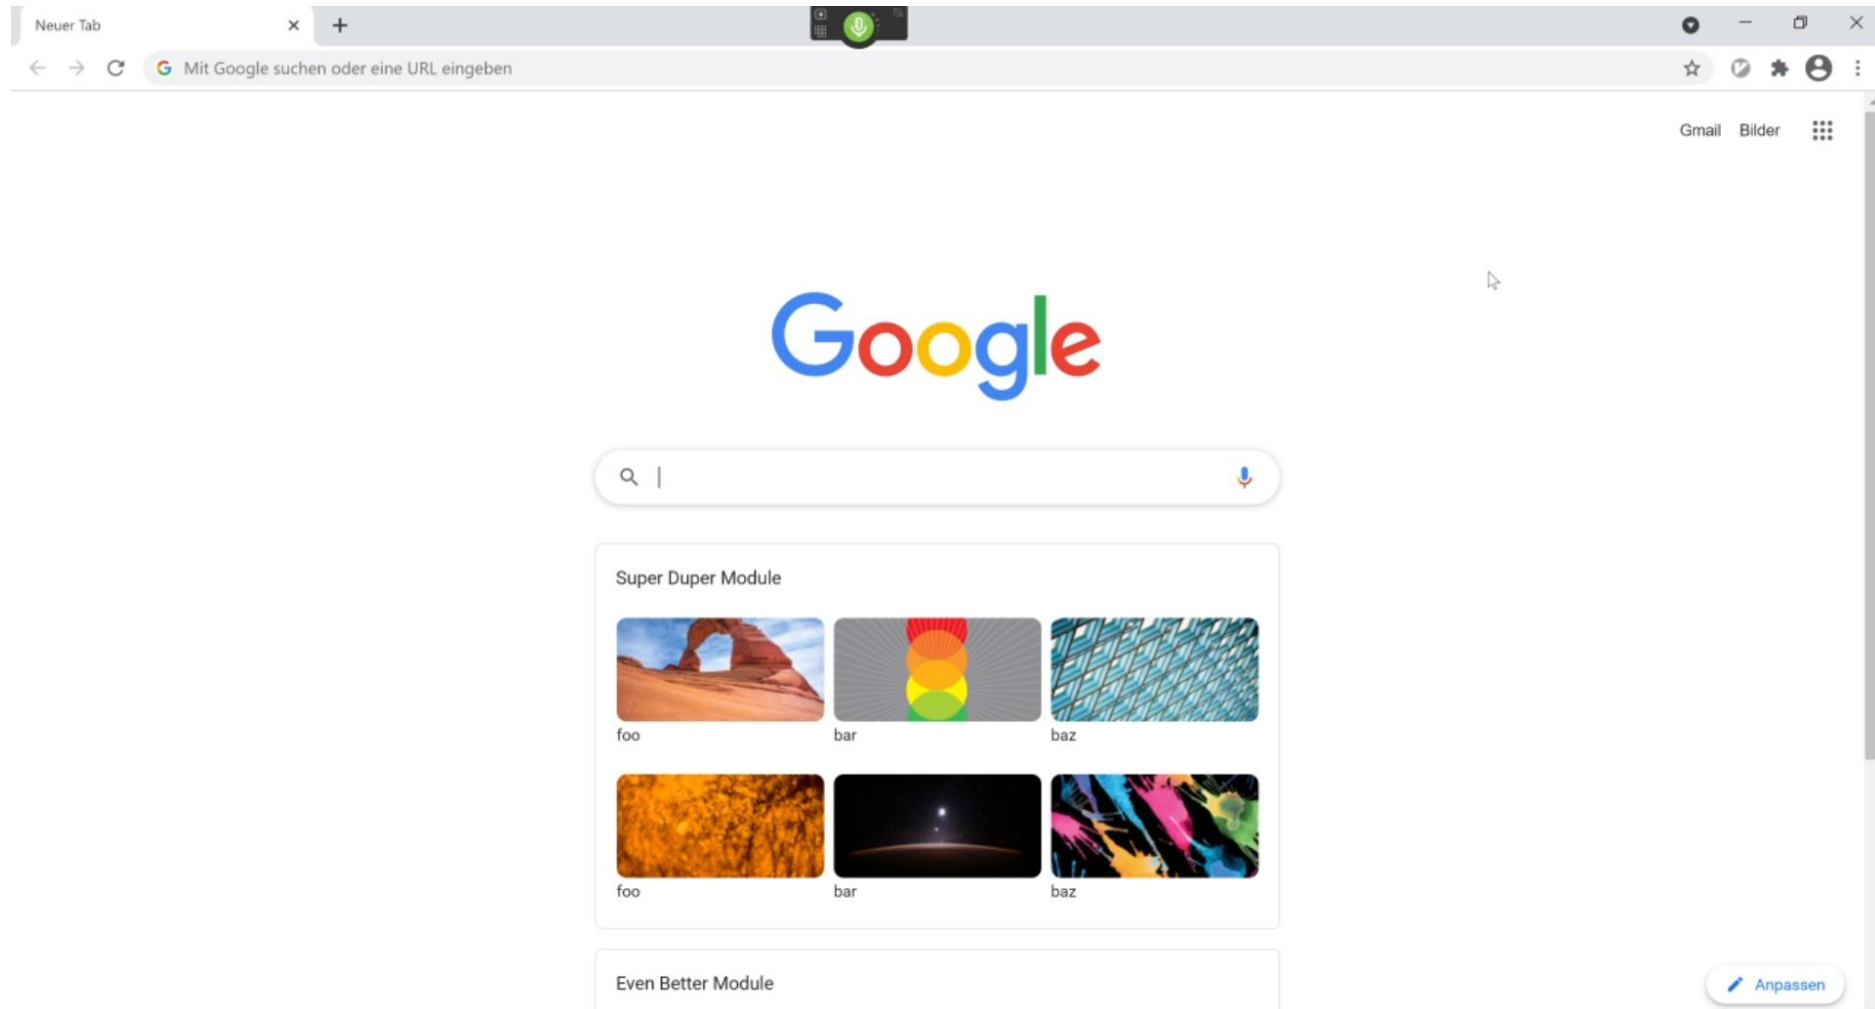 Neuer Tab
Mit Google suchen oder eine URL eingeben
Gmail Bilder
Google
Super Duper Module
foo bar baz
foo bar baz
Even Better Module
Anpassen